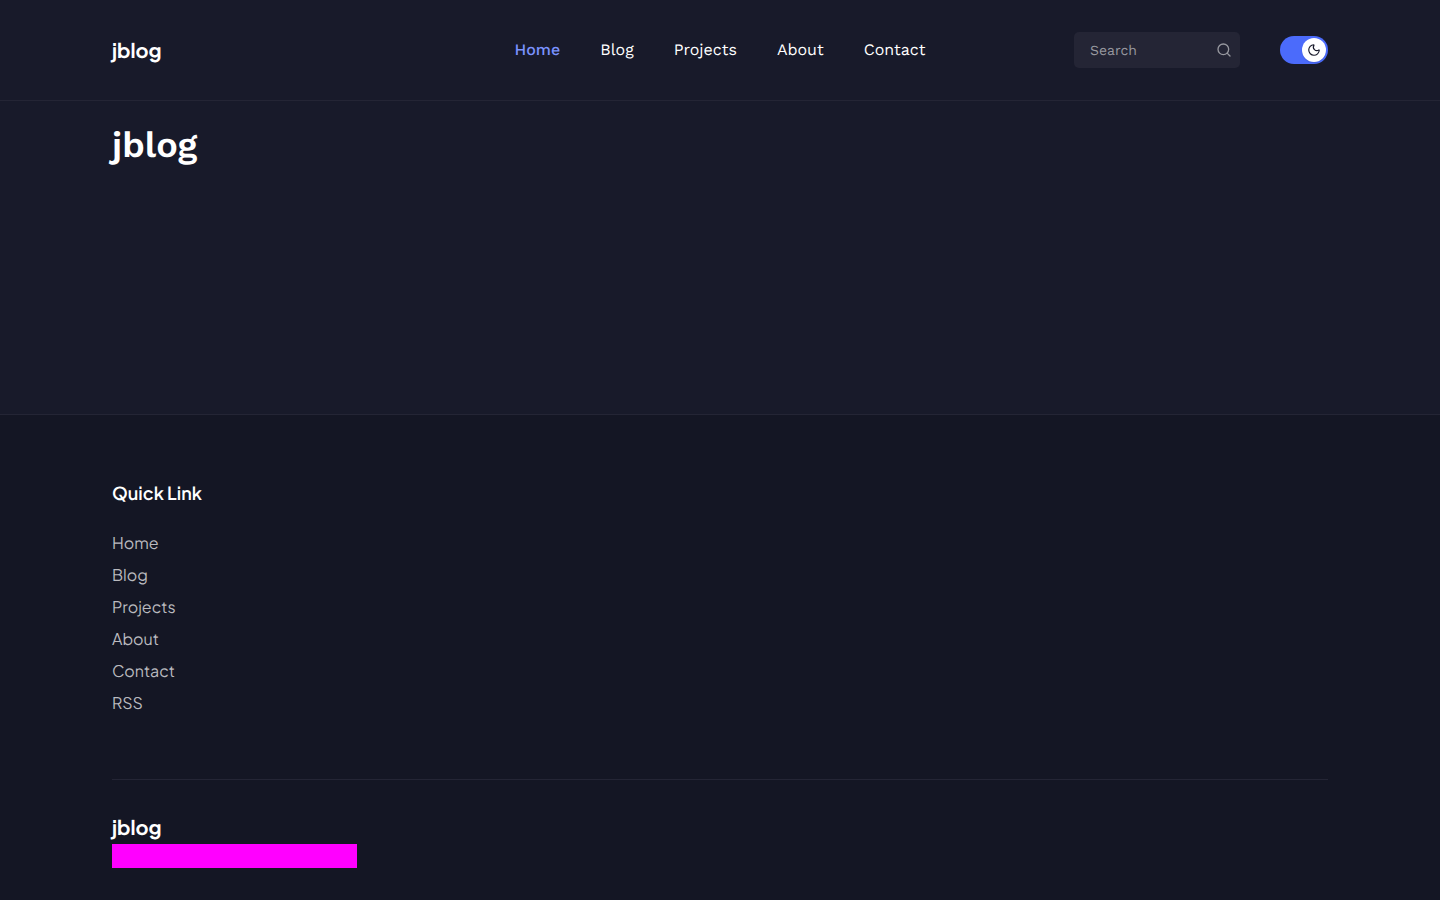 jblog
Home
Blog
Projects
About
Contact
Search
jblog
Quick Link
Home
Blog
Projects
About
Contact
RSS
jblog